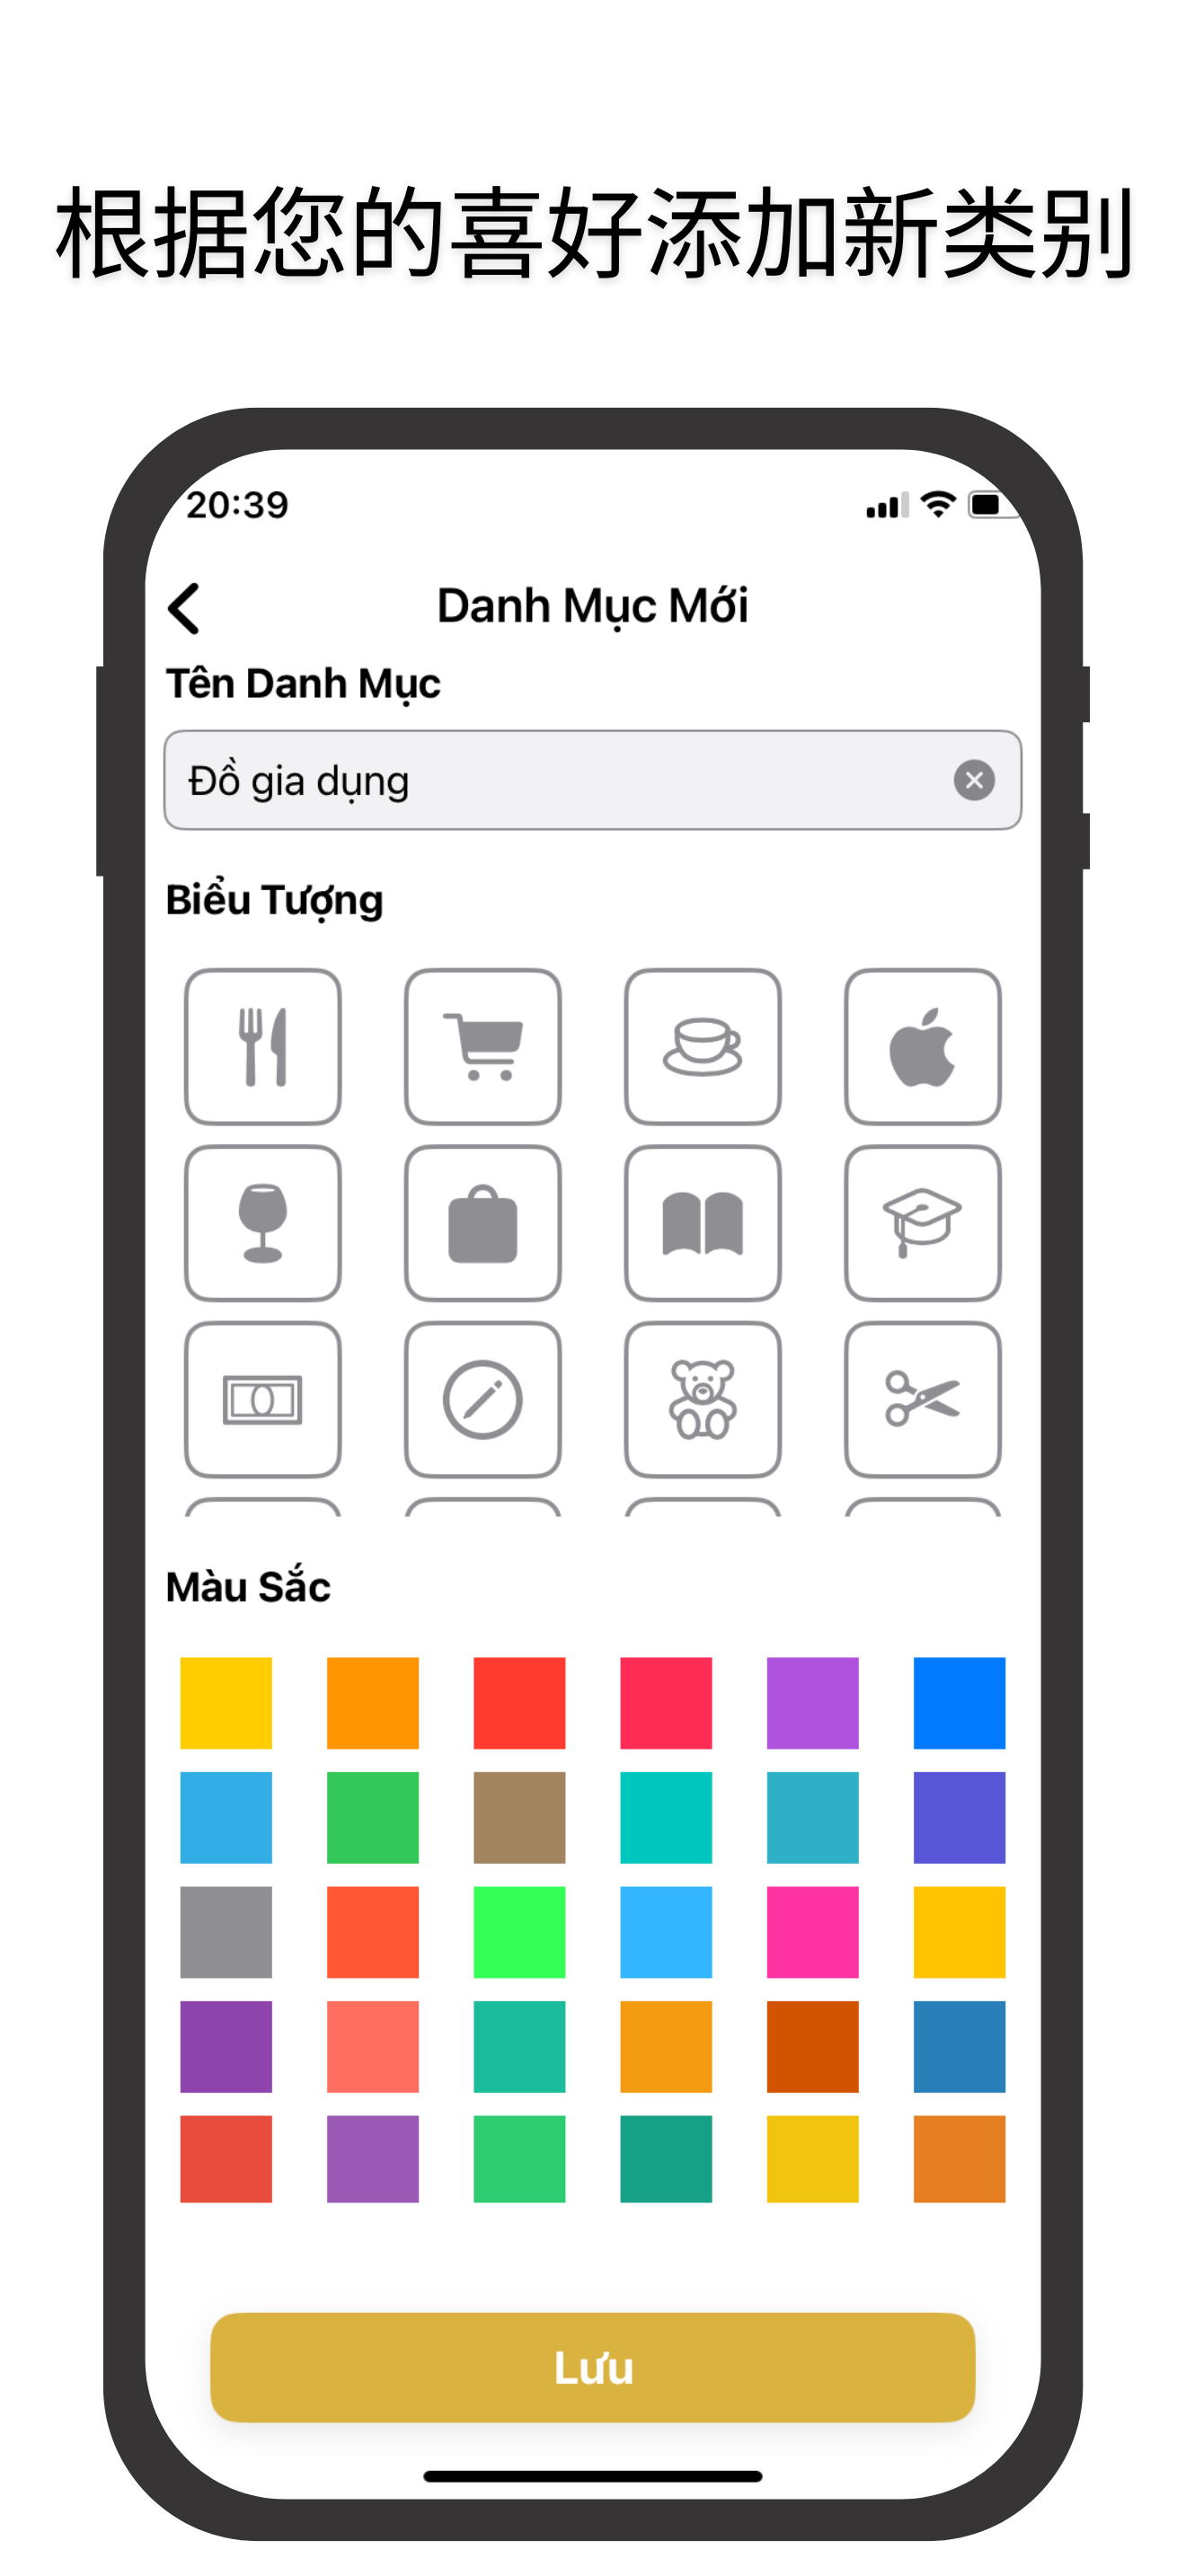 根据您的喜好添加新类别
20:39
Danh Mục Mới
Tên Danh Mục
Đồ gia dụng
Biểu Tượng
Màu Sắc
Lưu